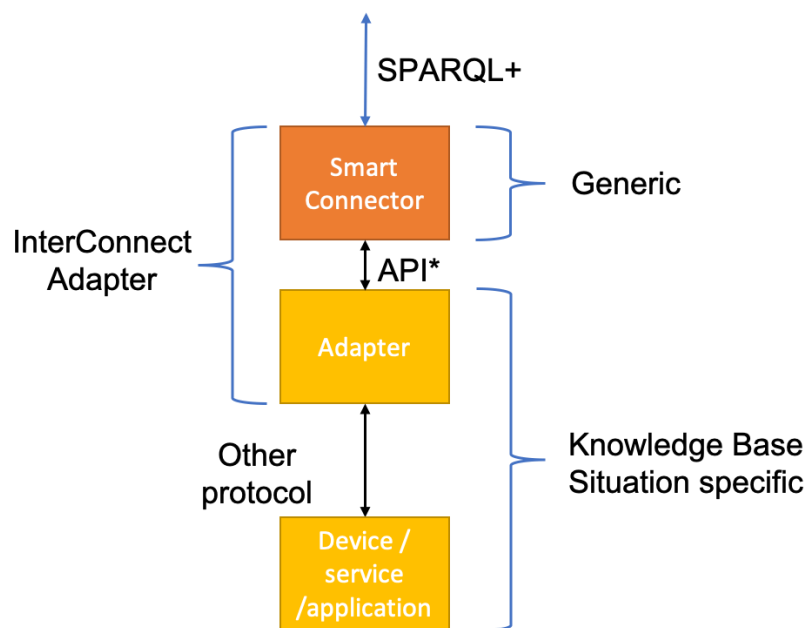 SPARQL+
Smart
Connector
Generic
InterConnect
Adapter
API*
Adapter
Other
protocol
Knowledge Base
Situation specific
Device /
service
/application